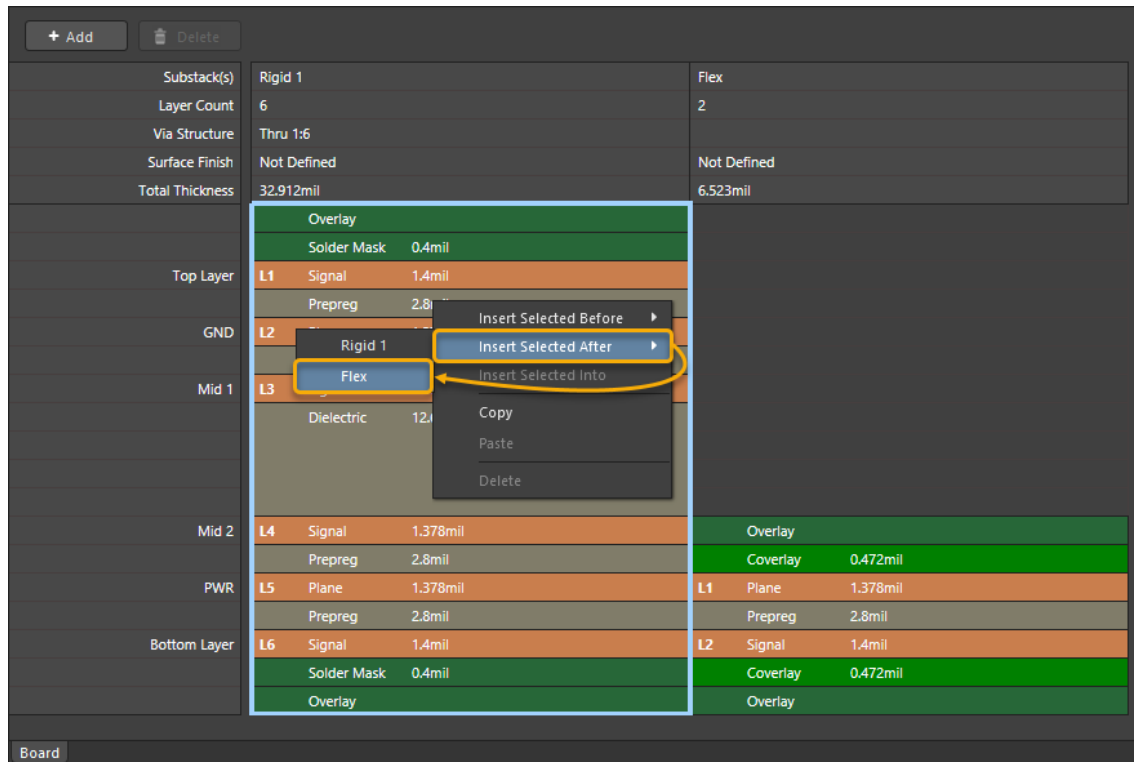 + Add Delete
Substack(s) Rigid 1 Flex
Layer Count 6 2
Via Structure Thru 1:6
Surface Finish Not Defined Not Defined
Total Thickness 32.912mil 6.523mil
Overlay
Solder Mask 0.4mil
Top Layer L1 Signal 1.4mil
Prepreg
Insert Selected Before
GND L2
Rigid 1 Insert Selected After
Flex Insert Selected Into
Mid 1 L3
Dielectric Copy
Paste
Delete
Mid 2 L4 Signal 1.378mil Overlay
Prepreg 2.8mil Coverlay 0.472mil
PWR L5 Plane 1.378mil L1 Plane 1.378mil
Prepreg 2.8mil Prepreg 2.8mil
Bottom Layer L6 Signal 1.4mil L2 Signal 1.4mil
Solder Mask 0.4mil Coverlay 0.472mil
Overlay Overlay
Board